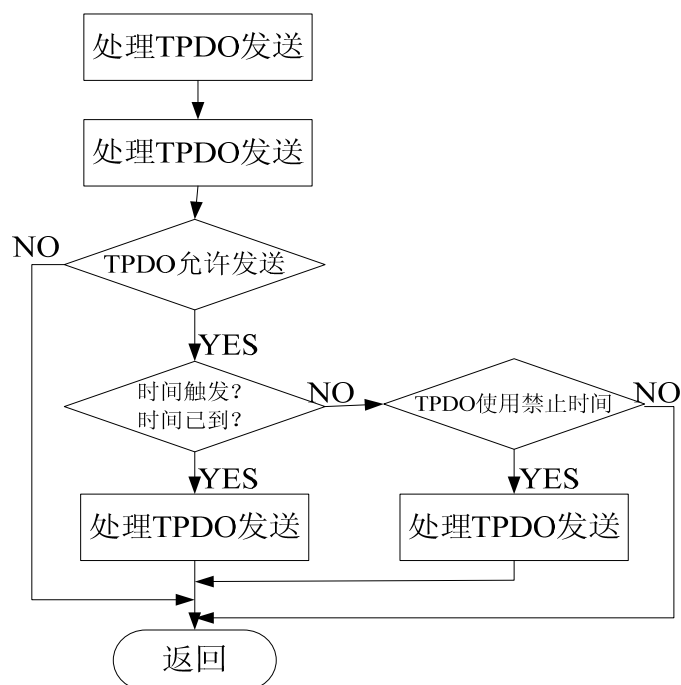 处理TPDO发送
处理TPDO发送
NO
TPDO允许发送
YES
时间触发?
时间已到?
NO
TPDO使用禁止时间
NO
YES
YES
处理TPDO发送
处理TPDO发送
返回